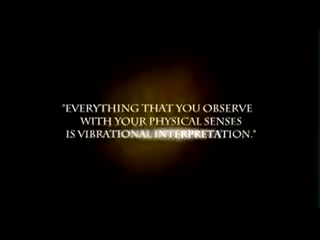 "EVERYTHING THAT YOU OBSERVE
WITH YOUR PHYSICAL SENSES
IS VIBRATIONAL INTERPRETATION."